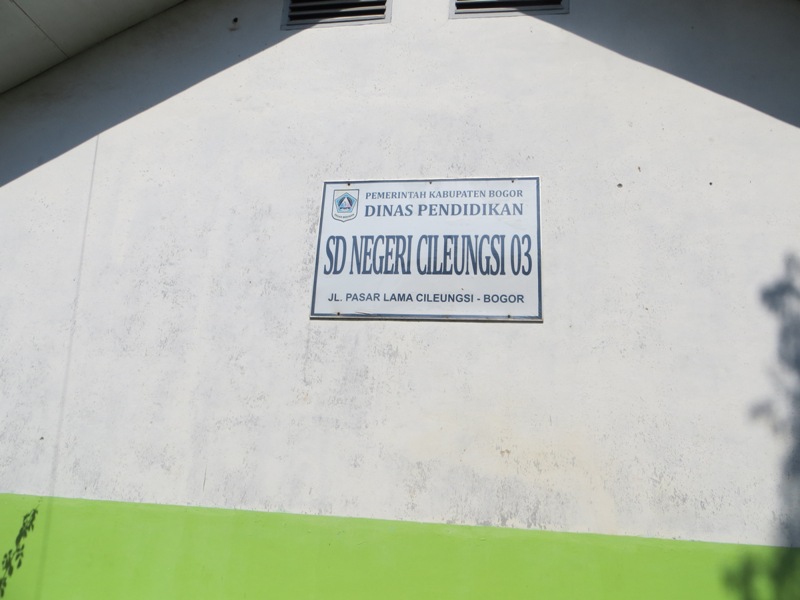 PEMERINTAH KABUPATEN BOGOR
DINAS PENDIDIKAN
SD NEGERI CILEUNGSI 03
JL. PASAR LAMA CILEUNGSI - BOGOR